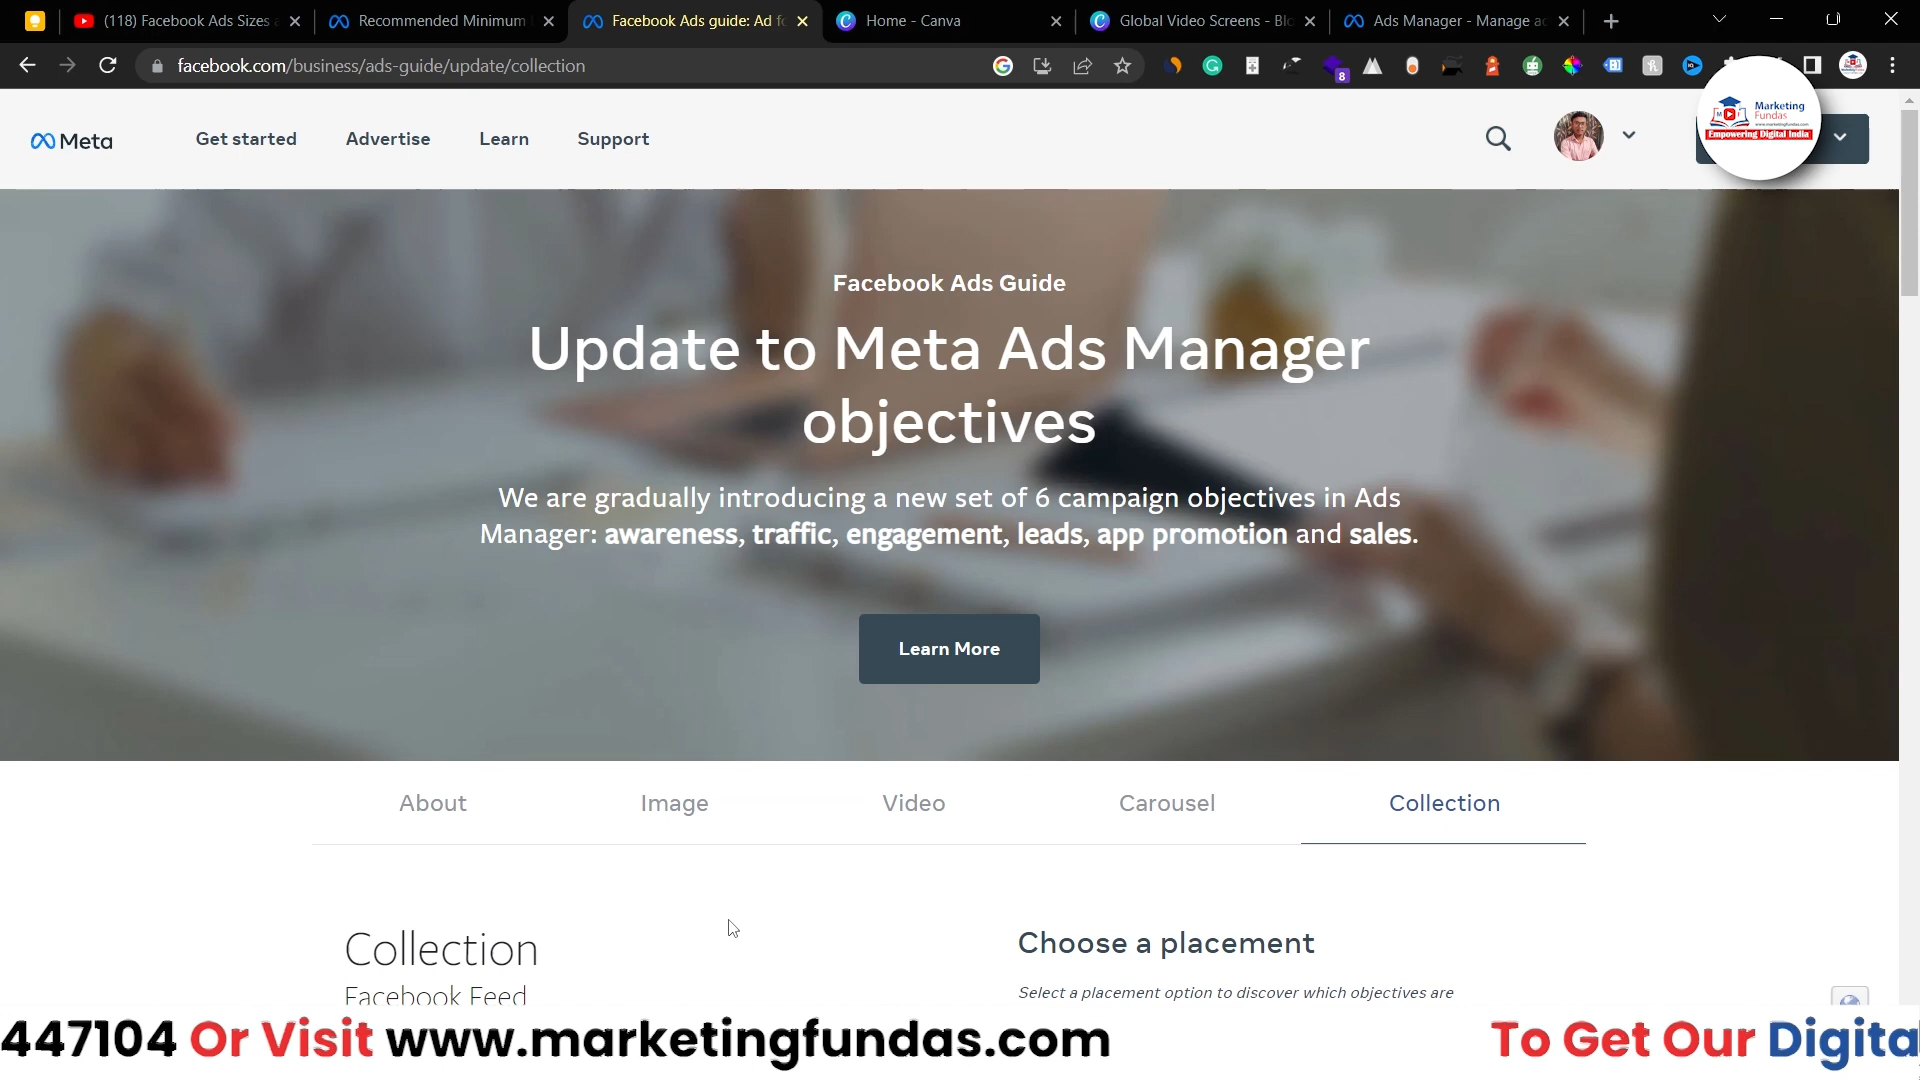 (118) Facebook Ads Sizes
Recommended Minimum
Facebook Ads guide: Ad fo
Home - Canva
Global Video Screens - Blo
Ads Manager - Manage ad
facebook.com/business/ads-guide/update/collection
8
Meta
Get started
Advertise
Learn
Support
Marketing
Fundas
www.marketingfundas.com
Empowering Digital India
Facebook Ads Guide
Update to Meta Ads Manager
objectives
We are gradually introducing a new set of 6 campaign objectives in Ads
Manager: awareness, traffic, engagement, leads, app promotion and sales.
Learn More
About
Image
Video
Carousel
Collection
Collection
Facebook Feed
Choose a placement
Select a placement option to discover which objectives are
447104 Or Visit www.marketingfundas.com
To Get Our Digita